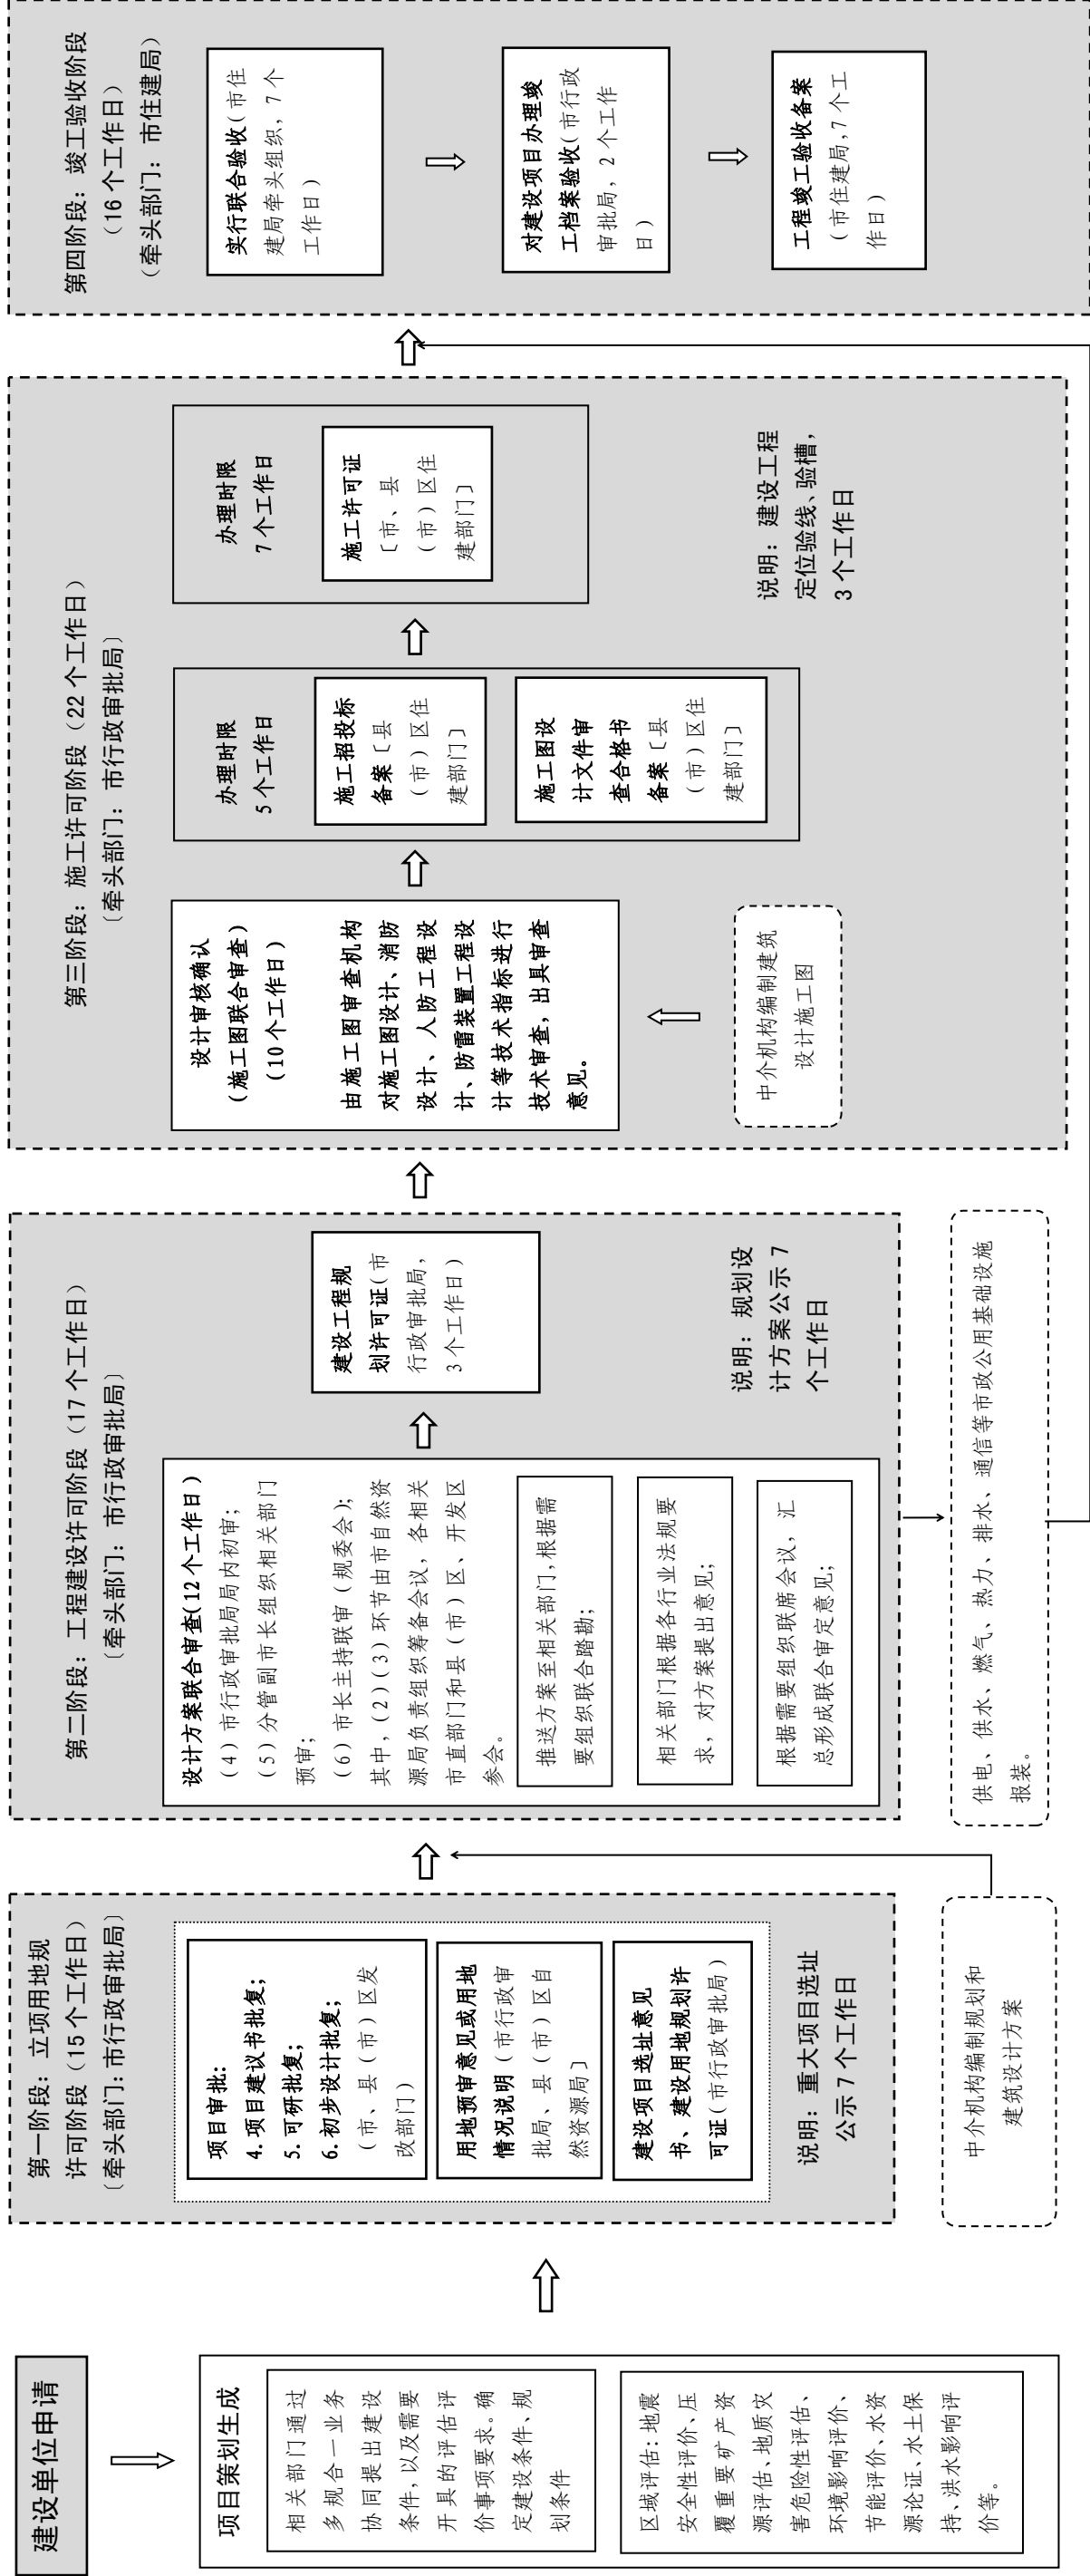 建设单位申请
项目策划生成
相关部门通过
多规合一业务
协同提出建设
条件,以及需要
开具的评估评
价事项要求。确
定建设条件、规
划条件
区域评估:地震
安全性评价、压
覆重要矿产资
源评估、地质灾
害危险性评估、
环境影响评价、
节能评价、水资
源论证、水土保
持、洪水影响评
价等。
第一阶段：立项用地规
许可阶段（15个工作日）
〔牵头部门:市行政审批局〕
项目审批:
4.项目建议书批复;
5.可研批复;
6.初步设计批复;
（市、县（市）区发
改部门）
用地预审意见或用地
情况说明（市行政审
批局、县（市）区自
然资源局〕
建设项目选址意见
书、建设用地规划许
可证(市行政审批局)
说明：重大项目选址
公示7个工作日
中介机构编制规划和
建筑设计方案
第二阶段：工程建设许可阶段（17个工作日）
〔牵头部门：市行政审批局〕
设计方案联合审查(12个工作日)
(4)市行政审批局局内初审;
(5)分管副市长组织相关部门
预审;
(6)市长主持联审（规委会）;
其中,(2)(3)环节由市自然资
源局负责组织筹备会议，各相关
市直部门和县（市）区、开发区
参会。
推送方案至相关部门,根据需
要组织联合踏勘;
相关部门根据各行业法规要
求，对方案提出意见;
根据需要组织联席会议，汇
总形成联合审定意见;
建设工程规
划许可证(市
行政审批局,
3个工作日)
说明：规划设
计方案公示7
个工作日
供电、供水、燃气、热力、排水、通信等市政公用基础设施
报装。
第三阶段：施工许可阶段（22个工作日）
〔牵头部门：市行政审批局〕
设计审核确认
(施工图联合审查)
(10个工作日)
由施工图审查机构
对施工图设计、消防
设计、人防工程设
计、防雷装置工程设
计等技术指标进行
技术审查，出具审查
意见。
中介机构编制建筑
设计施工图
办理时限
5个工作日
施工招投标
备案〔县
（市）区住
建部门〕
施工图设
计文件审
查合格书
备案〔县
（市）区住
建部门〕
办理时限
7个工作日
施工许可证
〔市、县
（市）区住
建部门〕
说明：建设工程
定位验线、验槽,
3个工作日
第四阶段：竣工验收阶段
(16个工作日)
（牵头部门：市住建局）
实行联合验收(市住
建局牵头组织,7个
工作日)
对建设项目办理竣
工档案验收(市行政
审批局，2个工作
日)
工程竣工验收备案
(市住建局,7个工
作日)